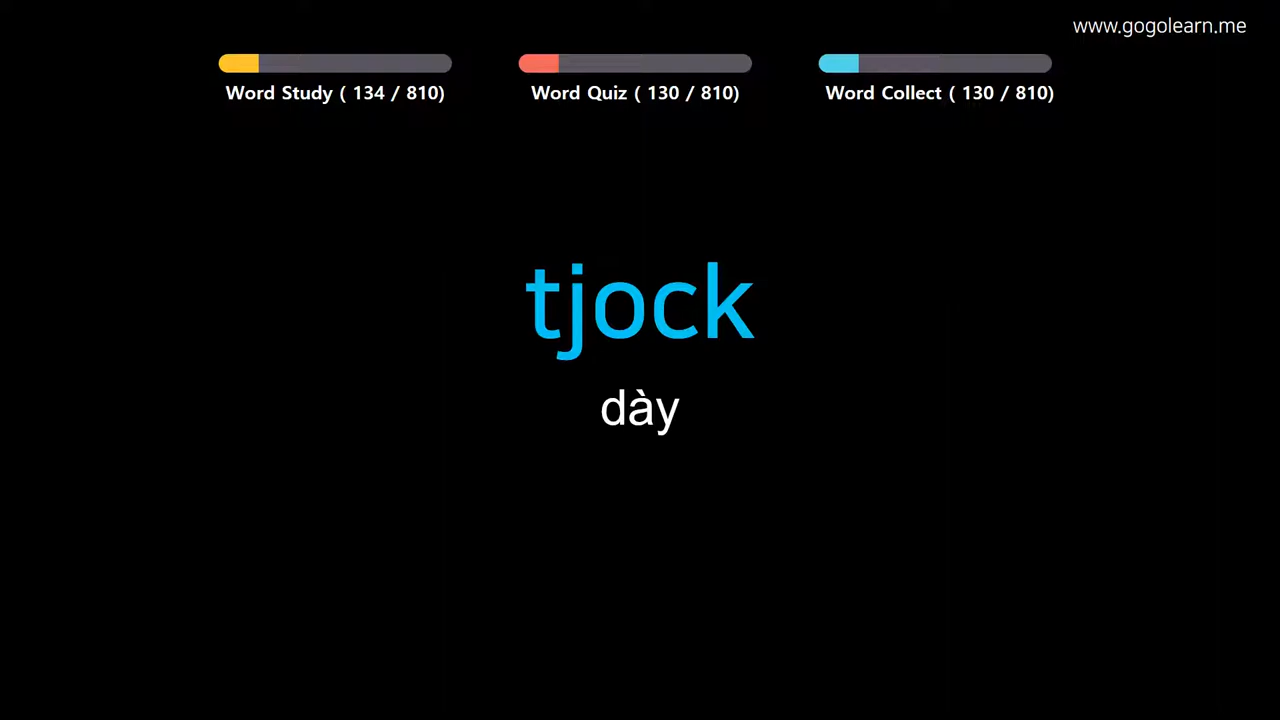 www.gogolearn.me
Word Study ( 134 / 810)
Word Quiz ( 130 / 810)
Word Collect ( 130 / 810)
tjock
dày